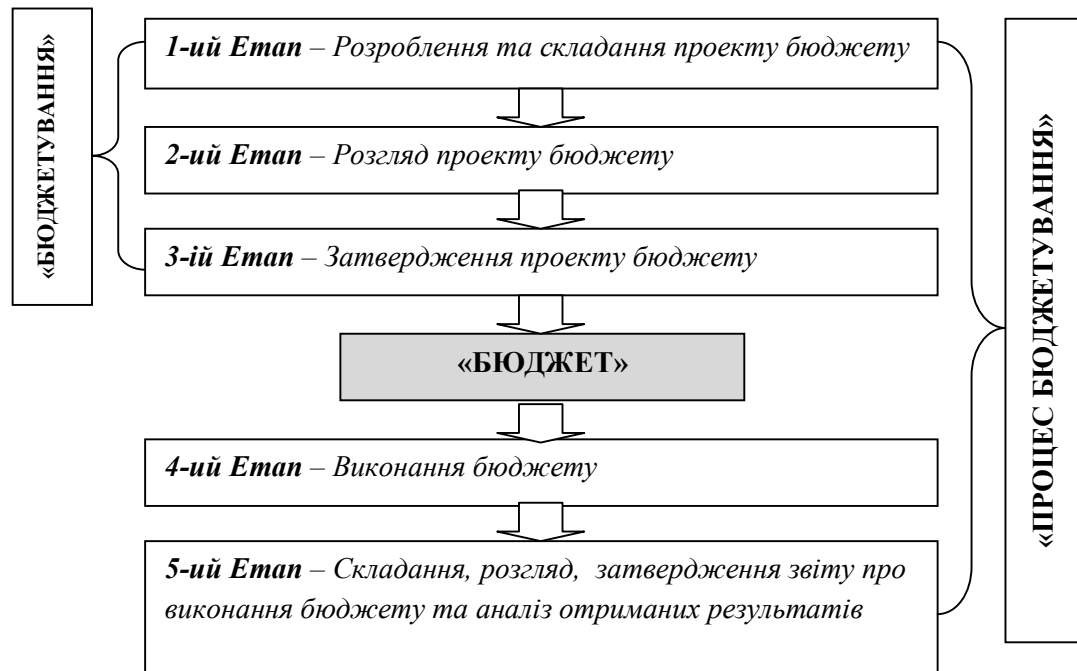 «БЮДЖЕТУВАННЯ»
1-ий Етап – Розроблення та складання проекту бюджету
2-ий Етап – Розгляд проекту бюджету
3-ій Етап – Затвердження проекту бюджету
«БЮДЖЕТ»
4-ий Етап – Виконання бюджету
5-ий Етап – Складання, розгляд, затвердження звіту про
виконання бюджету та аналіз отриманих результатів
«ПРОЦЕС БЮДЖЕТУВАННЯ»